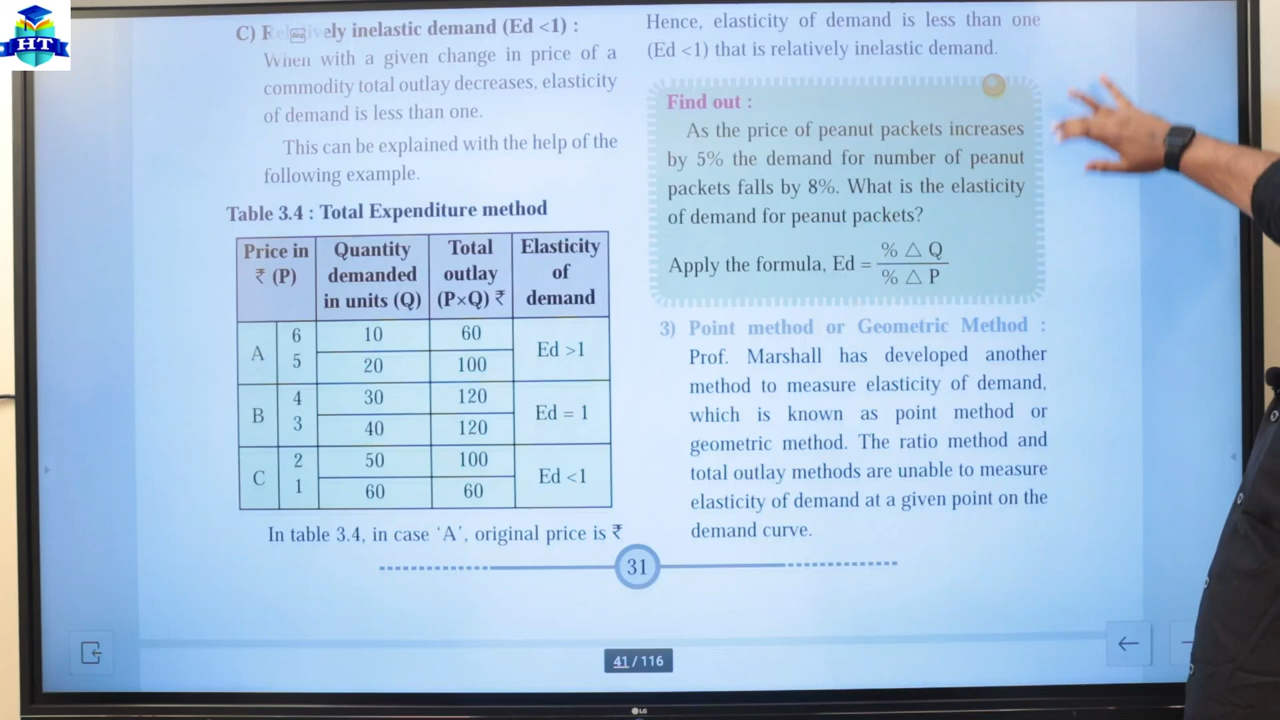 HT
C) Relatively inelastic demand (Ed <1) :
When with a given change in price of a
commodity total outlay decreases, elasticity
of demand is less than one.
This can be explained with the help of the
following example.
Table 3.4 : Total Expenditure method
Price in ₹ (P) Quantity demanded in units (Q) Total outlay (P×Q) ₹ Elasticity of demand
A 6 10 60 Ed >1
5 20 100
B 4 30 120 Ed = 1
3 40 120
C 2 50 100 Ed <1
1 60 60
In table 3.4, in case ‘A’, original price is ₹
Hence, elasticity of demand is less than one
(Ed <1) that is relatively inelastic demand.
Find out :
As the price of peanut packets increases
by 5% the demand for number of peanut
packets falls by 8%. What is the elasticity
of demand for peanut packets?
Apply the formula, Ed = % △ Q / % △ P
3) Point method or Geometric Method :
Prof. Marshall has developed another
method to measure elasticity of demand,
which is known as point method or
geometric method. The ratio method and
total outlay methods are unable to measure
elasticity of demand at a given point on the
demand curve.
31
41 / 116
LG